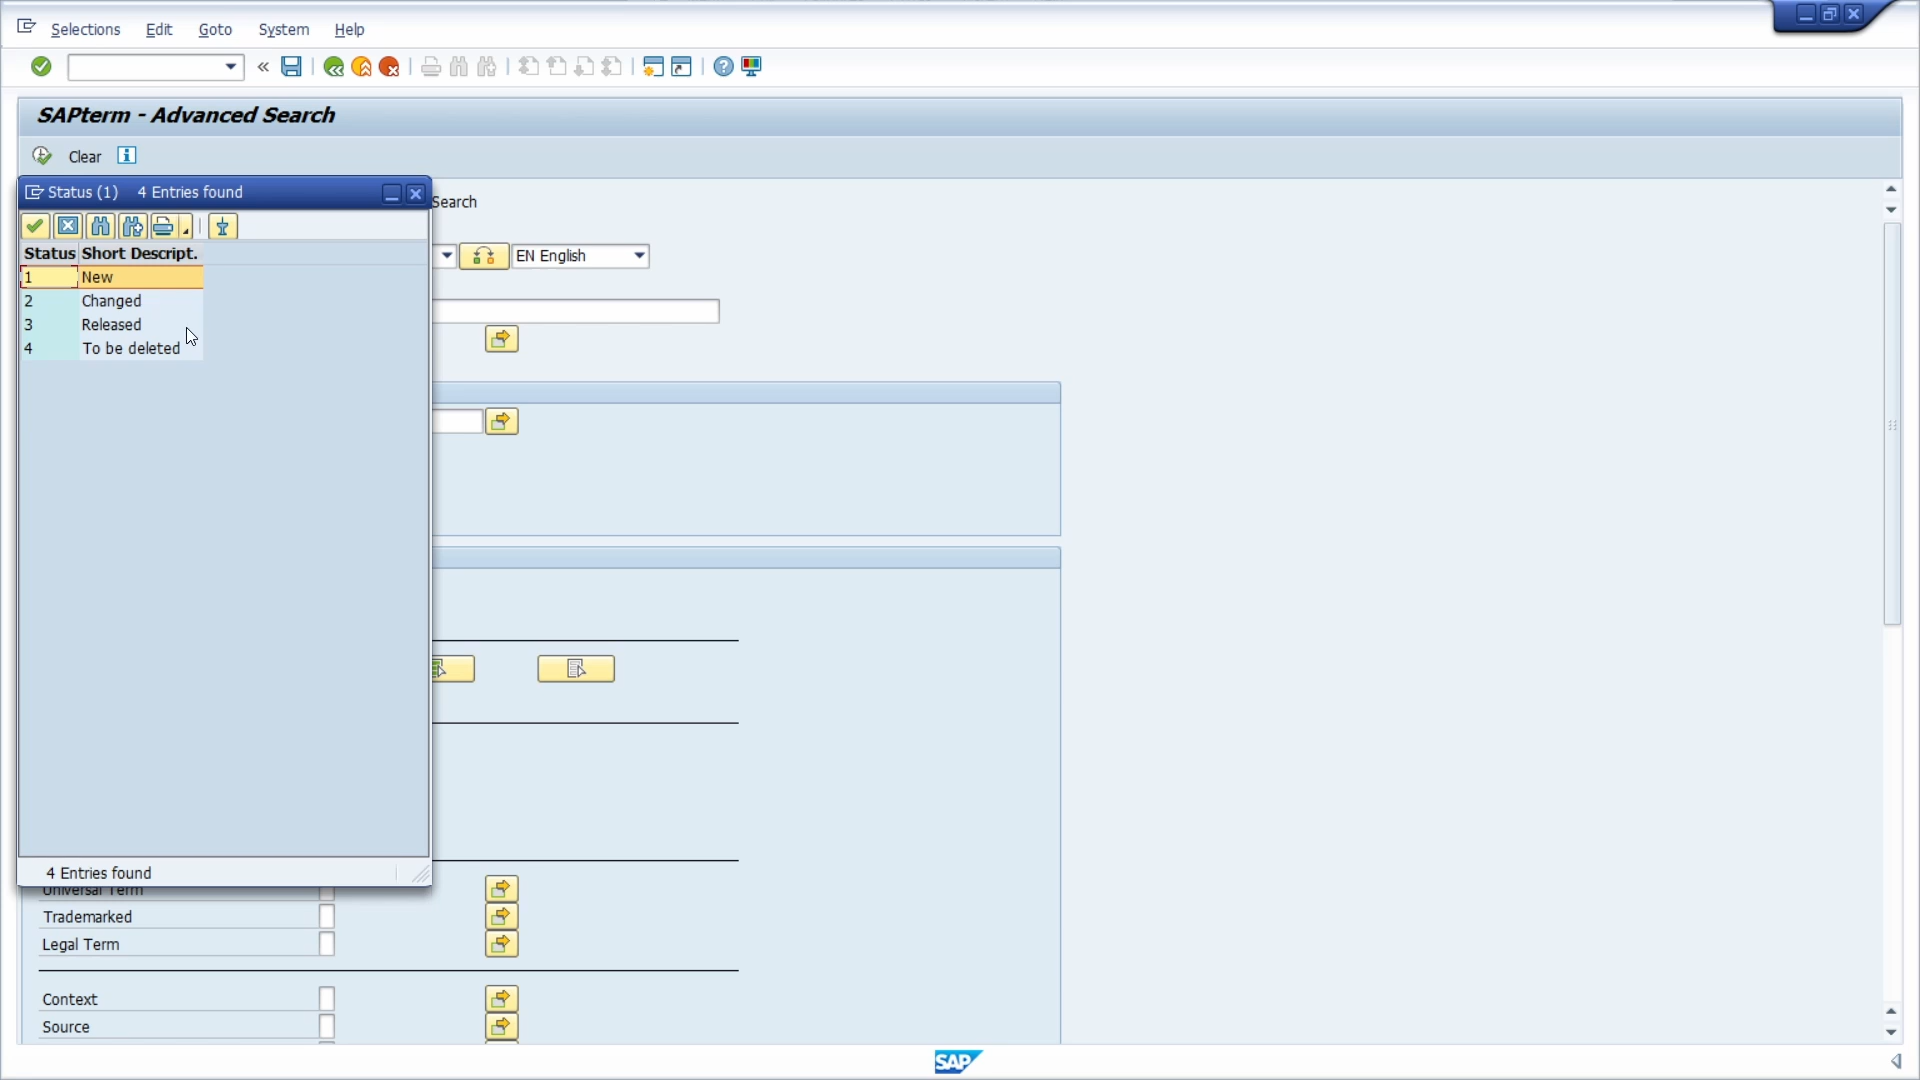 Selections Edit Goto System Help
SAPterm - Advanced Search
Clear
Status (1) 4 Entries found
Search
Status Short Descript.
EN English
1 New
2 Changed
3 Released
4 To be deleted
4 Entries found
Universal Term
Trademarked
Legal Term
Context
Source
SAP